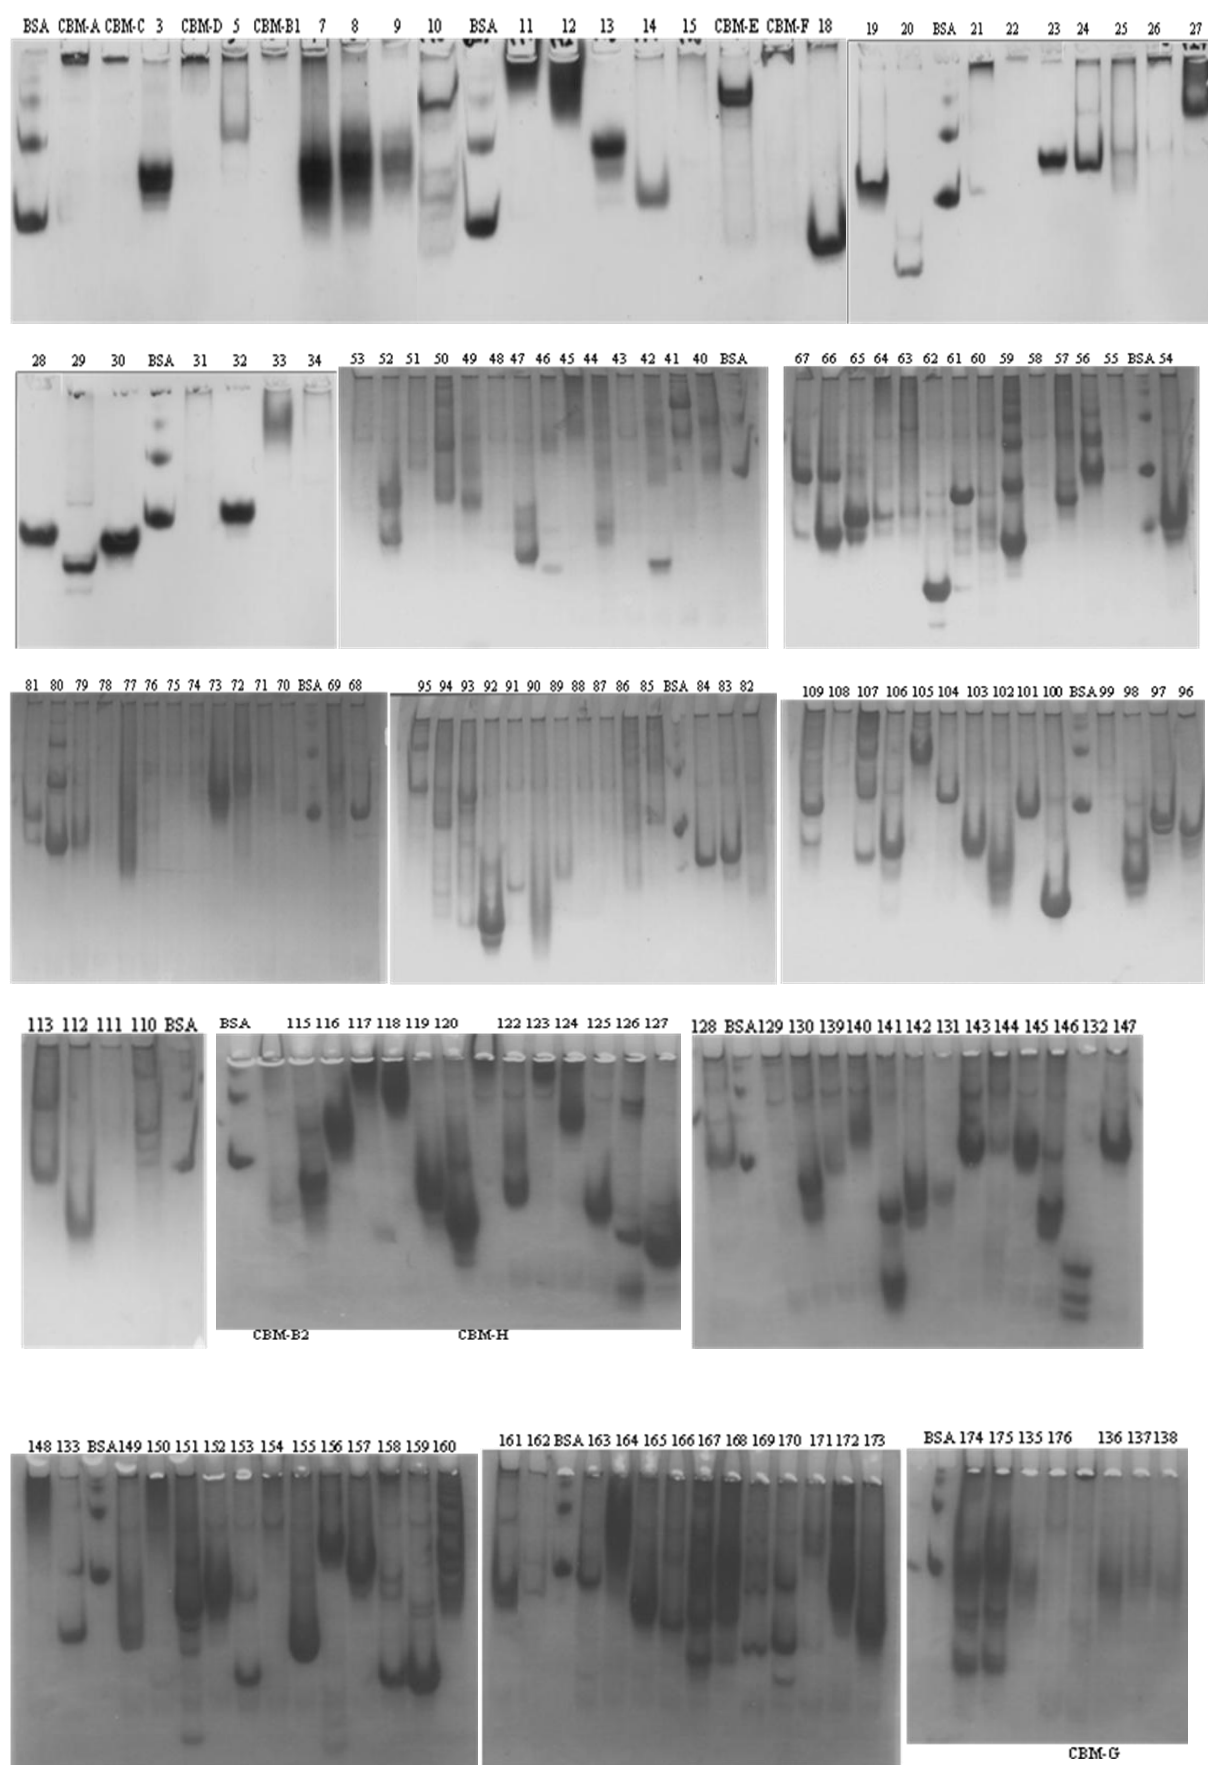 BSA CBM-A CBM-C 3 CBM-D 5 CBM-B1 7 8 9 10 BSA 11 12 13 14 15 CBM-E CBM-F 18 19 20 BSA 21 22 23 24 25 26 27
28 29 30 BSA 31 32 33 34 53 52 51 50 49 48 47 46 45 44 43 42 41 40 BSA 67 66 65 64 63 62 61 60 59 58 57 56 55 BSA 54
81 80 79 78 77 76 75 74 73 72 71 70 BSA 69 68 95 94 93 92 91 90 89 88 87 86 85 BSA 84 83 82 109 108 107 106 105 104 103 102 101 100 BSA 99 98 97 96
113 112 111 110 BSA BSA 115 116 117 118 119 120 122 123 124 125 126 127 128 BSA 129 130 139 140 141 142 131 143 144 145 146 132 147
CBM-B2 CBM-H
148 133 BSA 149 150 151 152 153 154 155 156 157 158 159 160 161 162 BSA 163 164 165 166 167 168 169 170 171 172 173 BSA 174 175 135 176 136 137 138
CBM-G